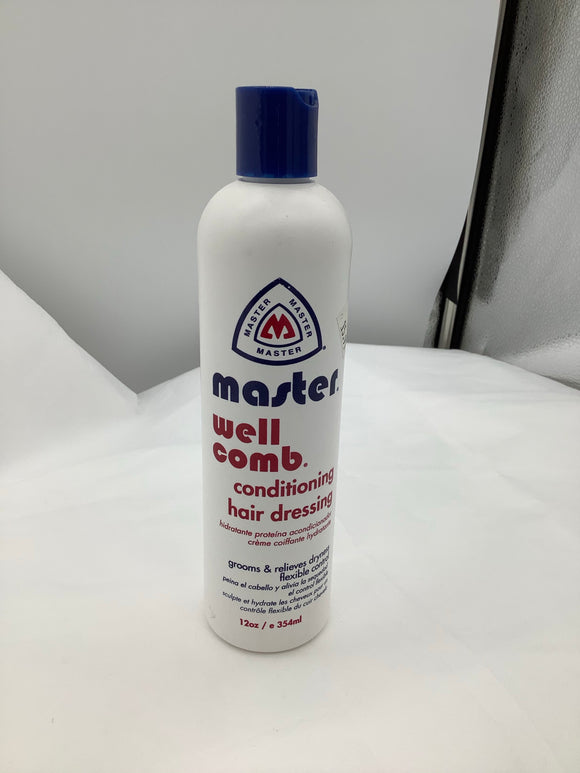 MASTER
MASTER
M
MASTER
master.
well
comb.
conditioning
hair dressing
hidratante proteína acondicionador
crème coiffante hydratante
grooms & relieves dryness
flexible control
peina el cabello y alivia la
el control flexible
sculpte et hydrate les cheveux pour un
contrôle flexible du cuir chevelu
12oz / e 354ml